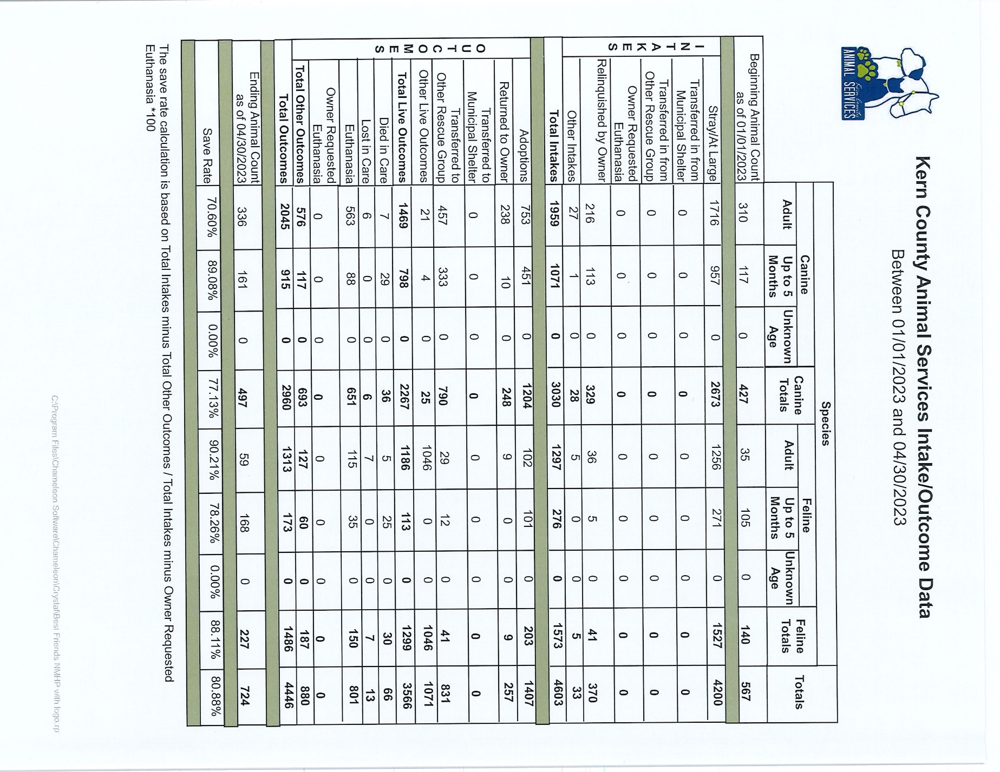 Kern County
ANIMAL SERVICES
Kern County Animal Services Intake/Outcome Data
Between 01/01/2023 and 04/30/2023
Species
Canine Canine Totals Feline Feline Totals Totals
Adult Up to 5 Months Unknown Age Adult Up to 5 Months Unknown Age
Beginning Animal Count as of 01/01/2023 310 117 0 427 35 105 0 140 567
INTAKES
Stray/At Large 1716 957 0 2673 1256 271 0 1527 4200
Transferred in from Municipal Shelter 0 0 0 0 0 0 0 0 0
Transferred in from Other Rescue Group 0 0 0 0 0 0 0 0 0
Owner Requested Euthanasia 0 0 0 0 0 0 0 0 0
Relinquished by Owner 216 113 0 329 36 5 0 41 370
Other Intakes 27 1 0 28 5 0 0 5 33
Total Intakes 1959 1071 0 3030 1297 276 0 1573 4603
OUTCOMES
Adoptions 753 451 0 1204 102 101 0 203 1407
Returned to Owner 238 10 0 248 9 0 0 9 257
Transferred to Municipal Shelter 0 0 0 0 0 0 0 0 0
Transferred to Other Rescue Group 457 333 0 790 29 12 0 41 831
Other Live Outcomes 21 4 0 25 1046 0 0 1046 1071
Total Live Outcomes 1469 798 0 2267 1186 113 0 1299 3566
Died in Care 7 29 0 36 5 25 0 30 66
Lost in Care 6 0 0 6 7 0 0 7 13
Euthanasia 563 88 0 651 115 35 0 150 801
Owner Requested Euthanasia 0 0 0 0 0 0 0 0 0
Total Other Outcomes 576 117 0 693 127 60 0 187 880
Total Outcomes 2045 915 0 2960 1313 173 0 1486 4446
Ending Animal Count as of 04/30/2023 336 161 0 497 59 168 0 227 724
Save Rate 70.60% 89.08% 0.00% 77.13% 90.21% 78.26% 0.00% 88.11% 80.88%
The save rate calculation is based on Total Intakes minus Total Other Outcomes / Total Intakes minus Owner Requested
Euthanasia *100
C:\Program Files\Chameleon Software\Chameleon\Crystal\Best Friends NMHP with logo.rp